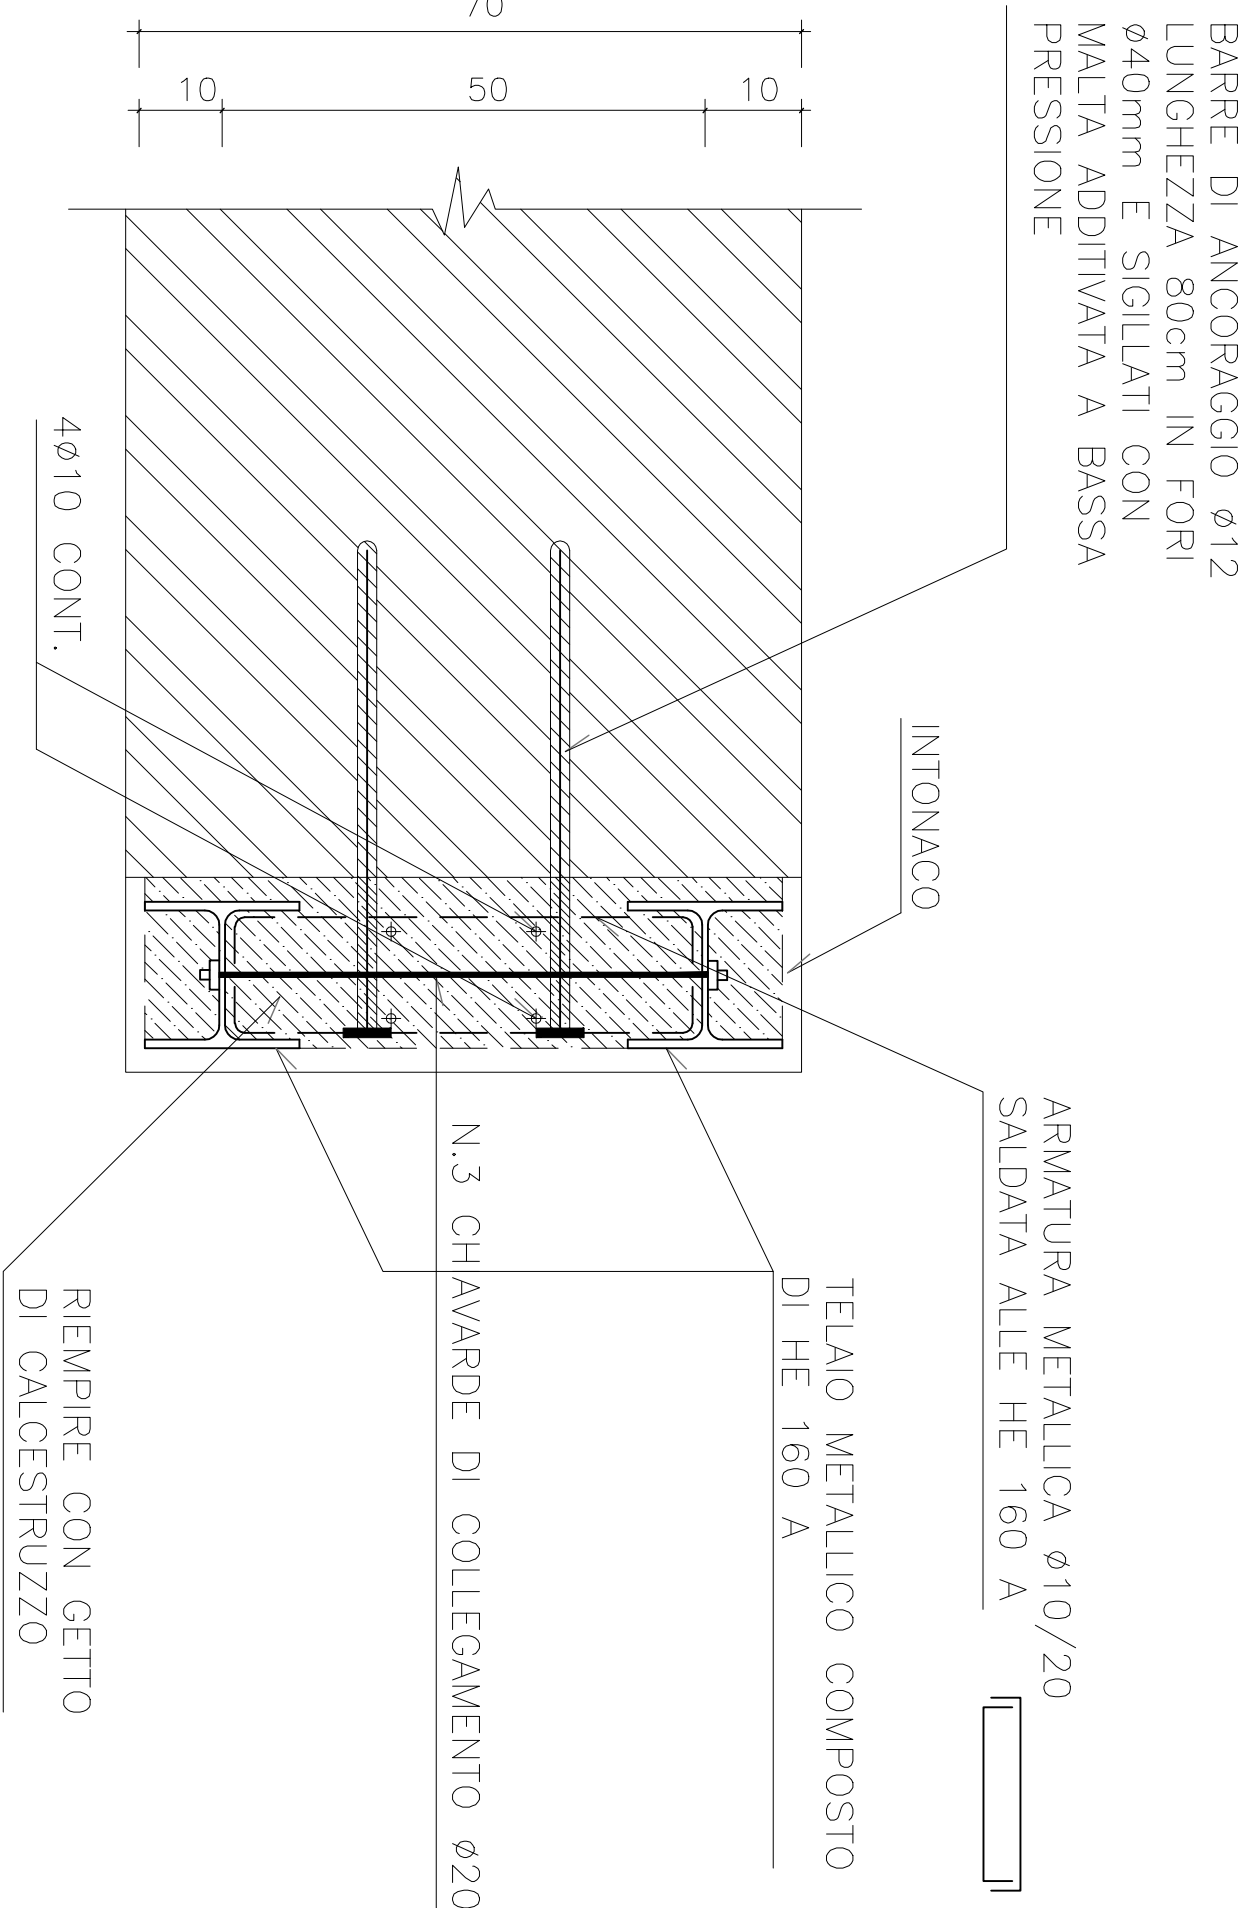 BARRE DI ANCORAGGIO ø12
LUNGHEZZA 80cm IN FORI
ø40mm E SIGILLATI CON
MALTA ADDITIVATA A BASSA
PRESSIONE
70
10
50
10
INTONACO
4ø10 CONT.
ARMATURA METALLICA ø10/20
SALDATA ALLE HE 160 A
TELAIO METALLICO COMPOSTO
DI HE 160 A
N.3 CHIAVARDE DI COLLEGAMENTO ø20
RIEMPIRE CON GETTO
DI CALCESTRUZZO